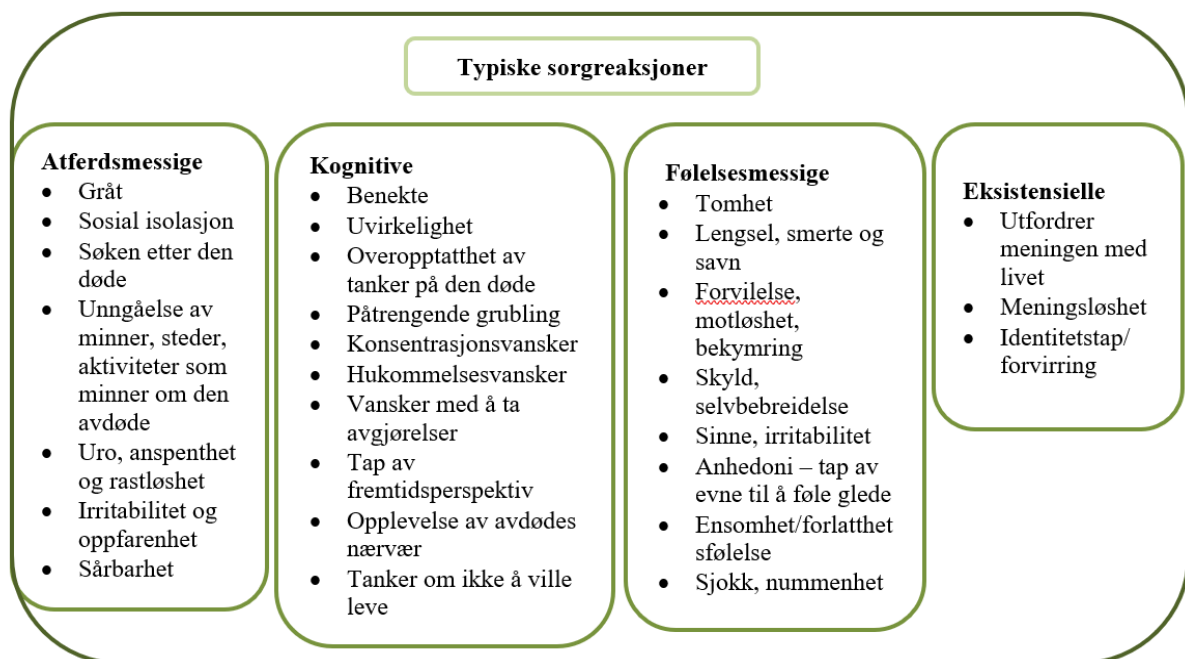 Typiske sorgreaksjoner
Atferdsmessige
• Gråt
• Sosial isolasjon
• Søken etter den
døde
• Unngåelse av
minner, steder,
aktiviteter som
minner om den
avdøde
• Uro, anspenthet
og rastløshet
• Irritabilitet og
oppfarenhet
• Sårbarhet
Kognitive
• Benekte
• Uvirkelighet
• Overopptatthet av
tanker på den døde
• Påtrengende grubling
• Konsentrasjonsvansker
• Hukommelsesvansker
• Vansker med å ta
avgjørelser
• Tap av
fremtidsperspektiv
• Opplevelse av avdødes
nærvær
• Tanker om ikke å ville
leve
Følelsesmessige
• Tomhet
• Lengsel, smerte og
savn
• Forvilelse,
motløshet,
bekymring
• Skyld,
selvbebreidelse
• Sinne, irritabilitet
• Anhedoni – tap av
evne til å føle glede
• Ensomhet/forlatthet
sfølelse
• Sjokk, nummenhet
Eksistensielle
• Utfordrer
meningen med
livet
• Meningsløshet
• Identitetstap/
forvirring